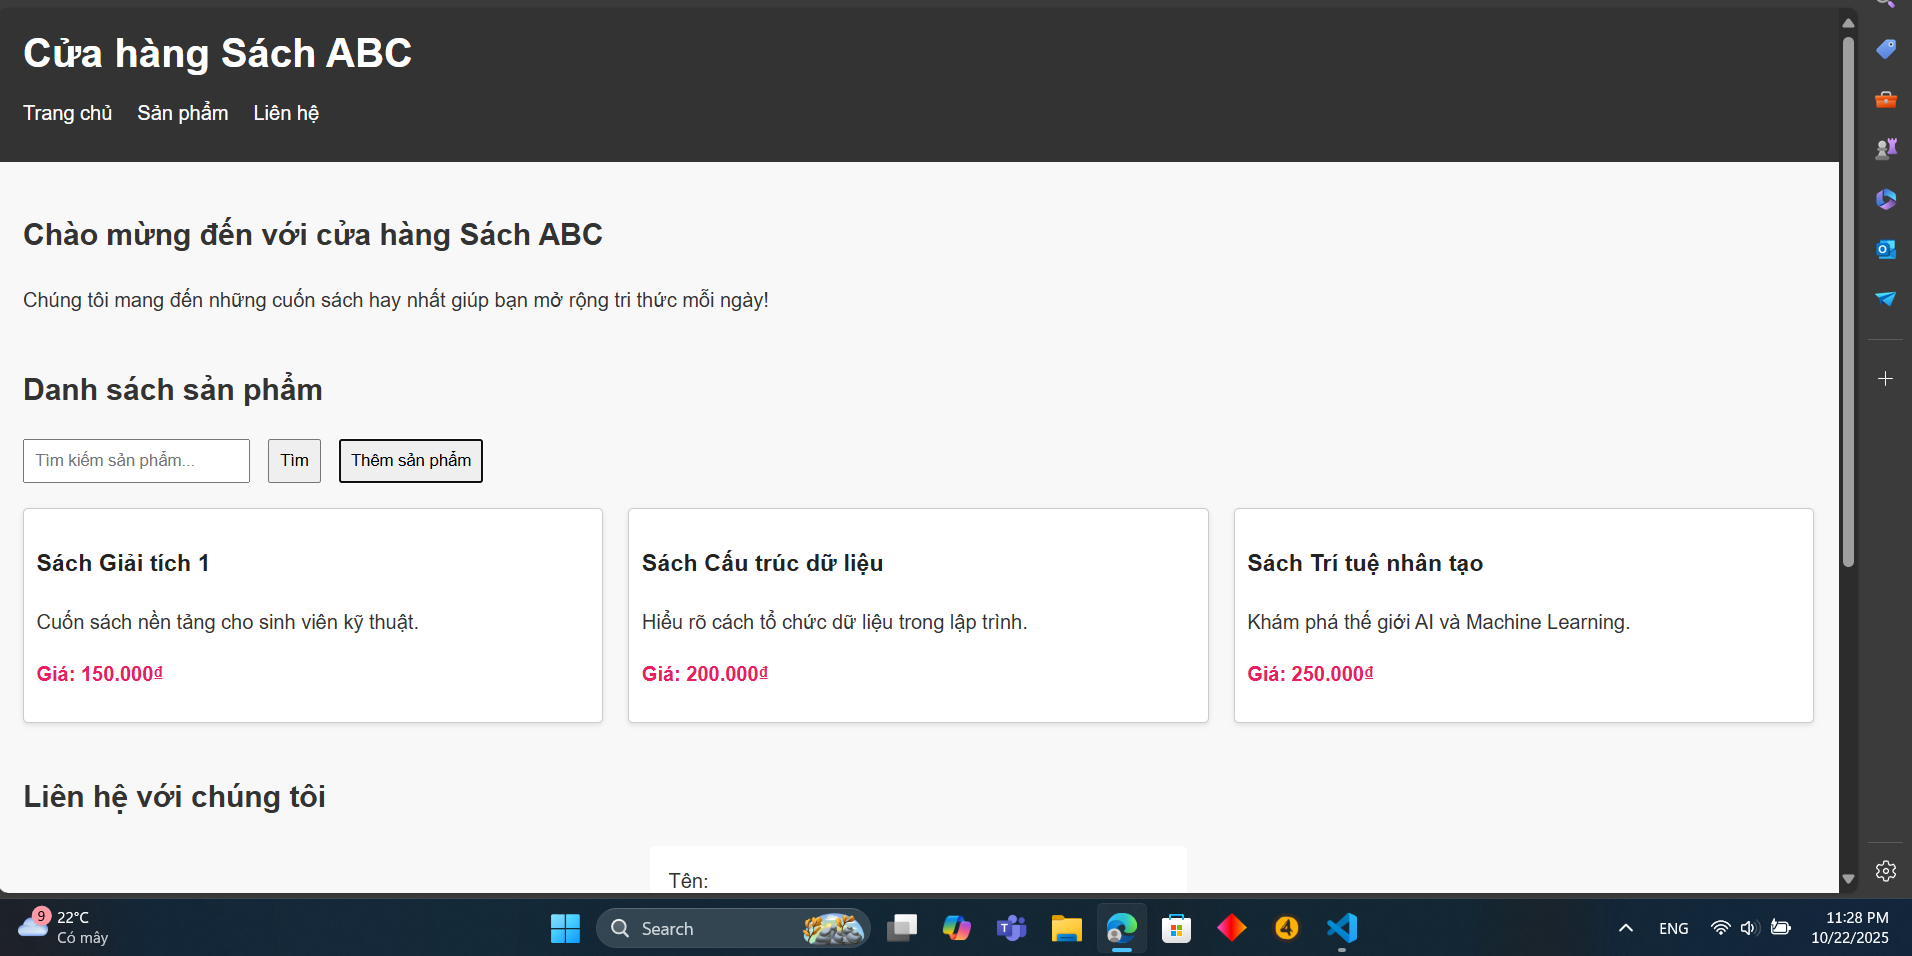 Cửa hàng Sách ABC
Trang chủ Sản phẩm Liên hệ
Chào mừng đến với cửa hàng Sách ABC
Chúng tôi mang đến những cuốn sách hay nhất giúp bạn mở rộng tri thức mỗi ngày!
Danh sách sản phẩm
Tìm kiếm sản phẩm... Tìm Thêm sản phẩm
Sách Giải tích 1
Cuốn sách nền tảng cho sinh viên kỹ thuật.
Giá: 150.000₫
Sách Cấu trúc dữ liệu
Hiểu rõ cách tổ chức dữ liệu trong lập trình.
Giá: 200.000₫
Sách Trí tuệ nhân tạo
Khám phá thế giới AI và Machine Learning.
Giá: 250.000₫
Liên hệ với chúng tôi
Tên:
9
22°C
Có mây
Search
4
ENG
11:28 PM
10/22/2025